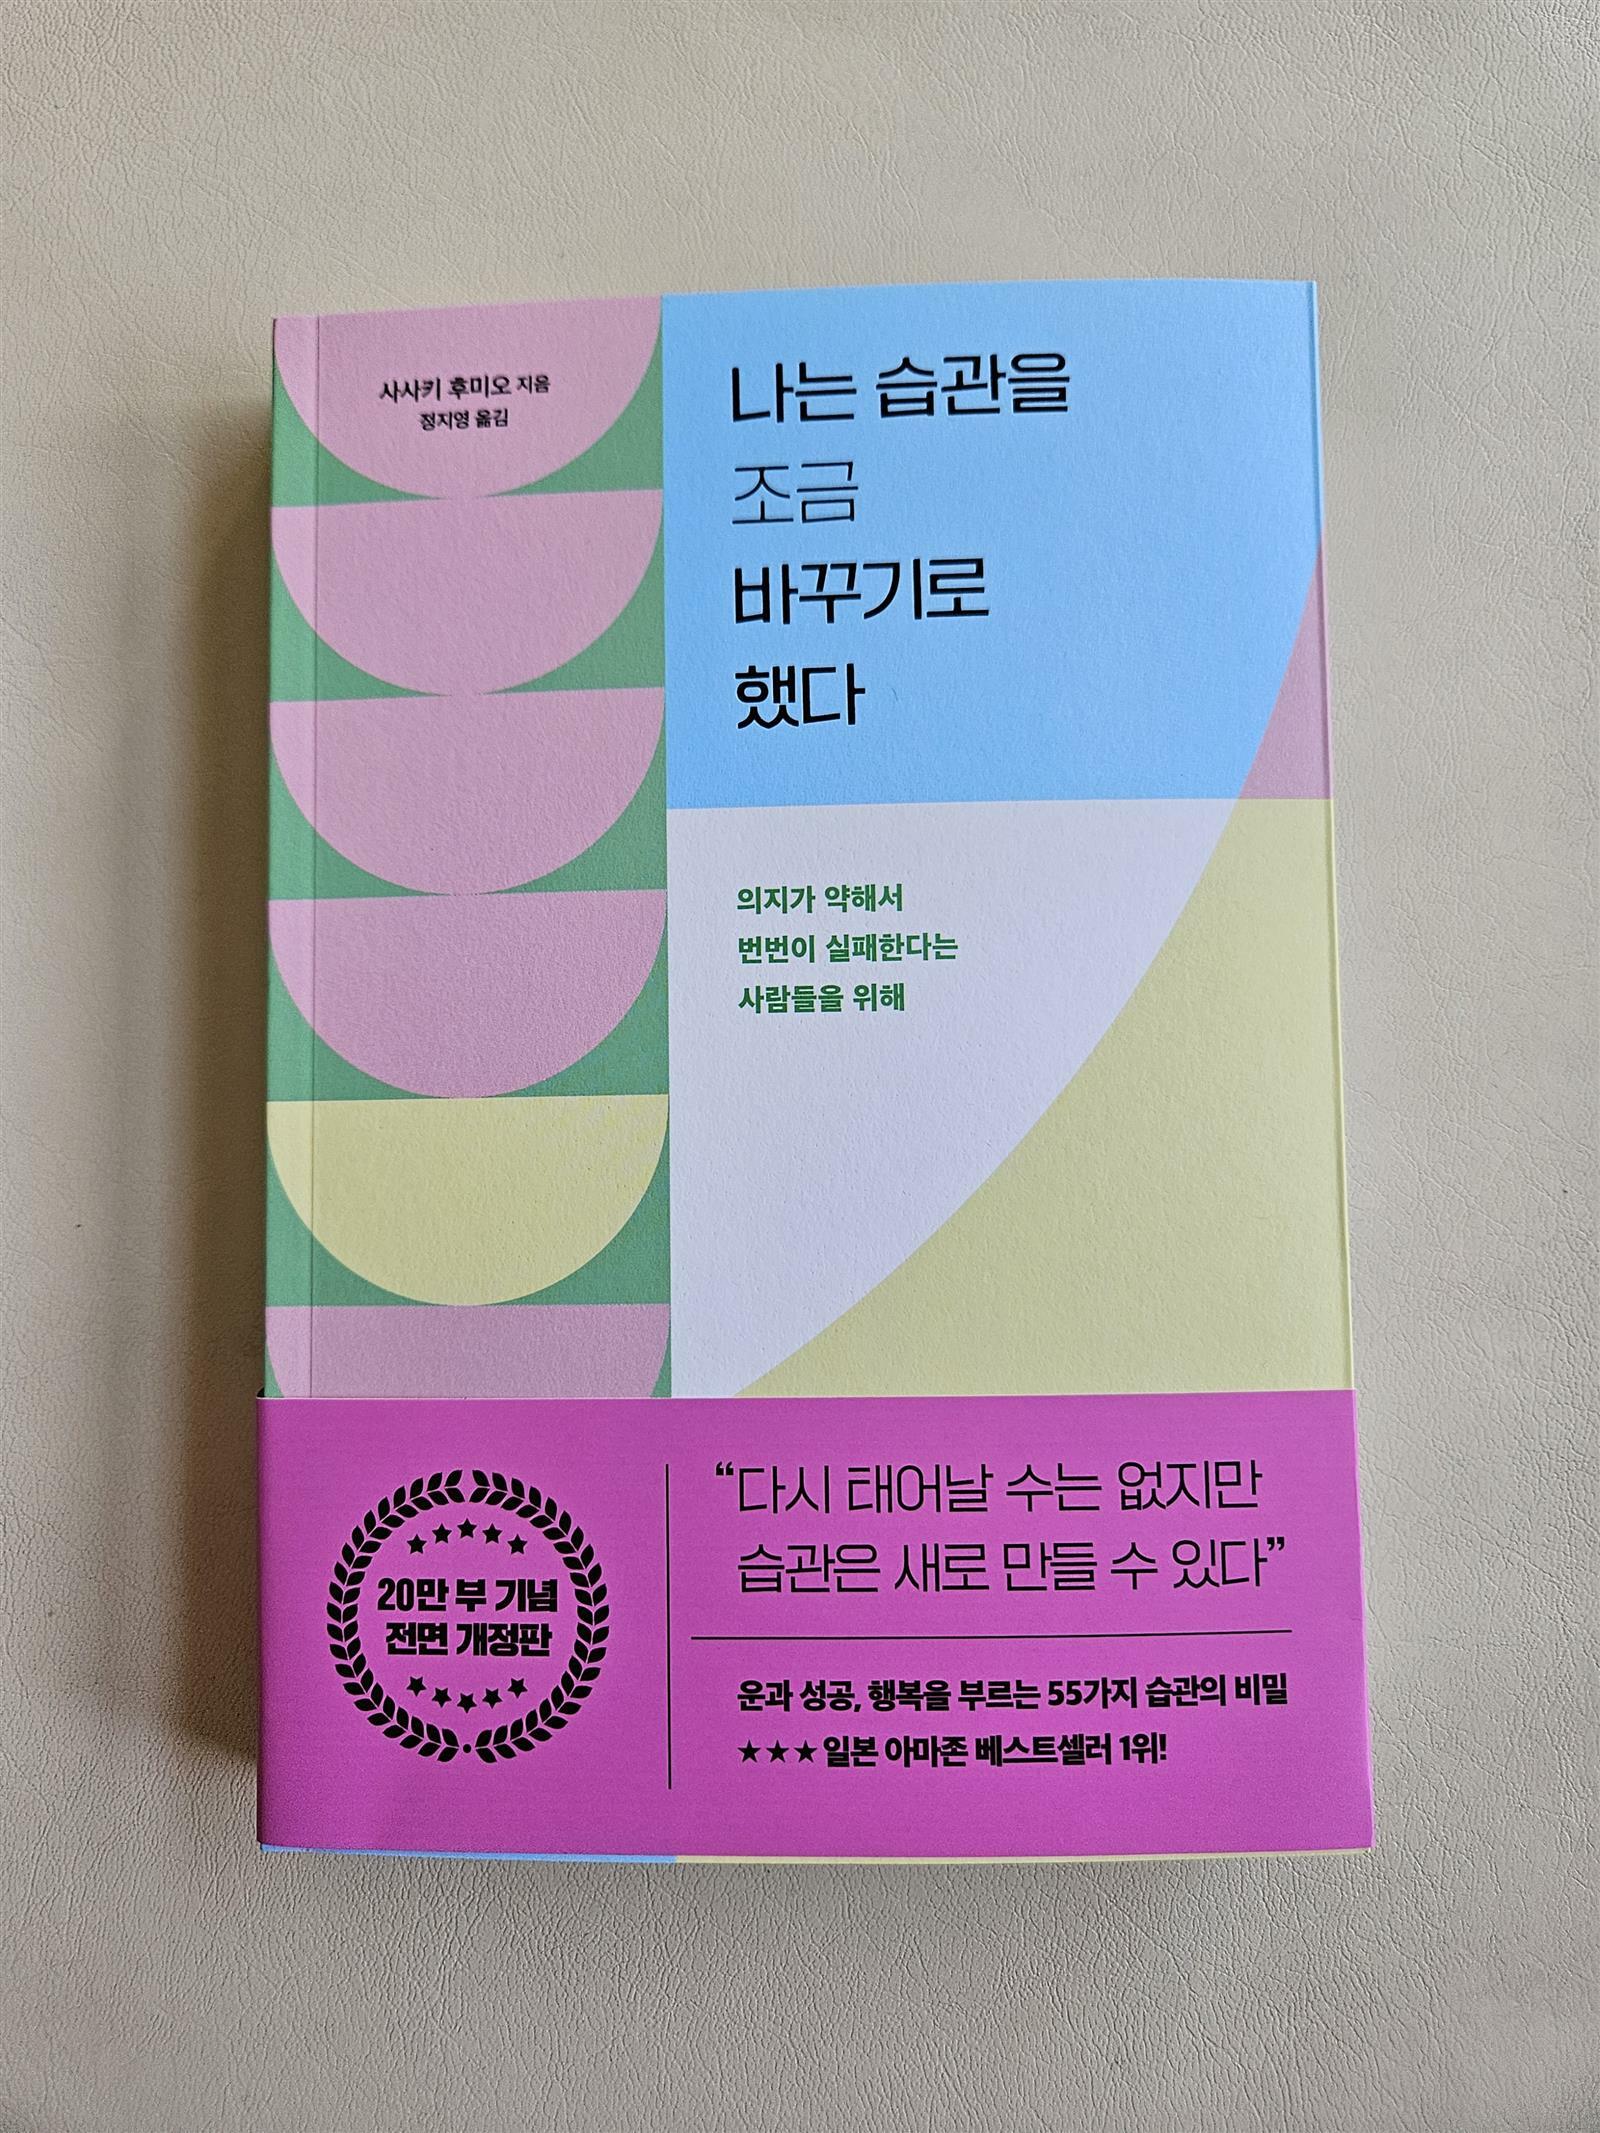 사사키 후미오 지음
정지영 옮김
나는 습관을
조금
바꾸기로
했다
의지가 약해서
번번이 실패한다는
사람들을 위해
20만 부 기념
전면 개정판
“다시 태어날 수는 없지만
습관은 새로 만들 수 있다”
운과 성공, 행복을 부르는 55가지 습관의 비밀
★★★일본 아마존 베스트셀러 1위!